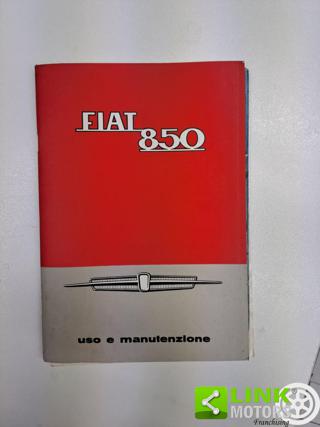 FIAT
850
uso e manutenzione
LINK
MOTORS
Franchising